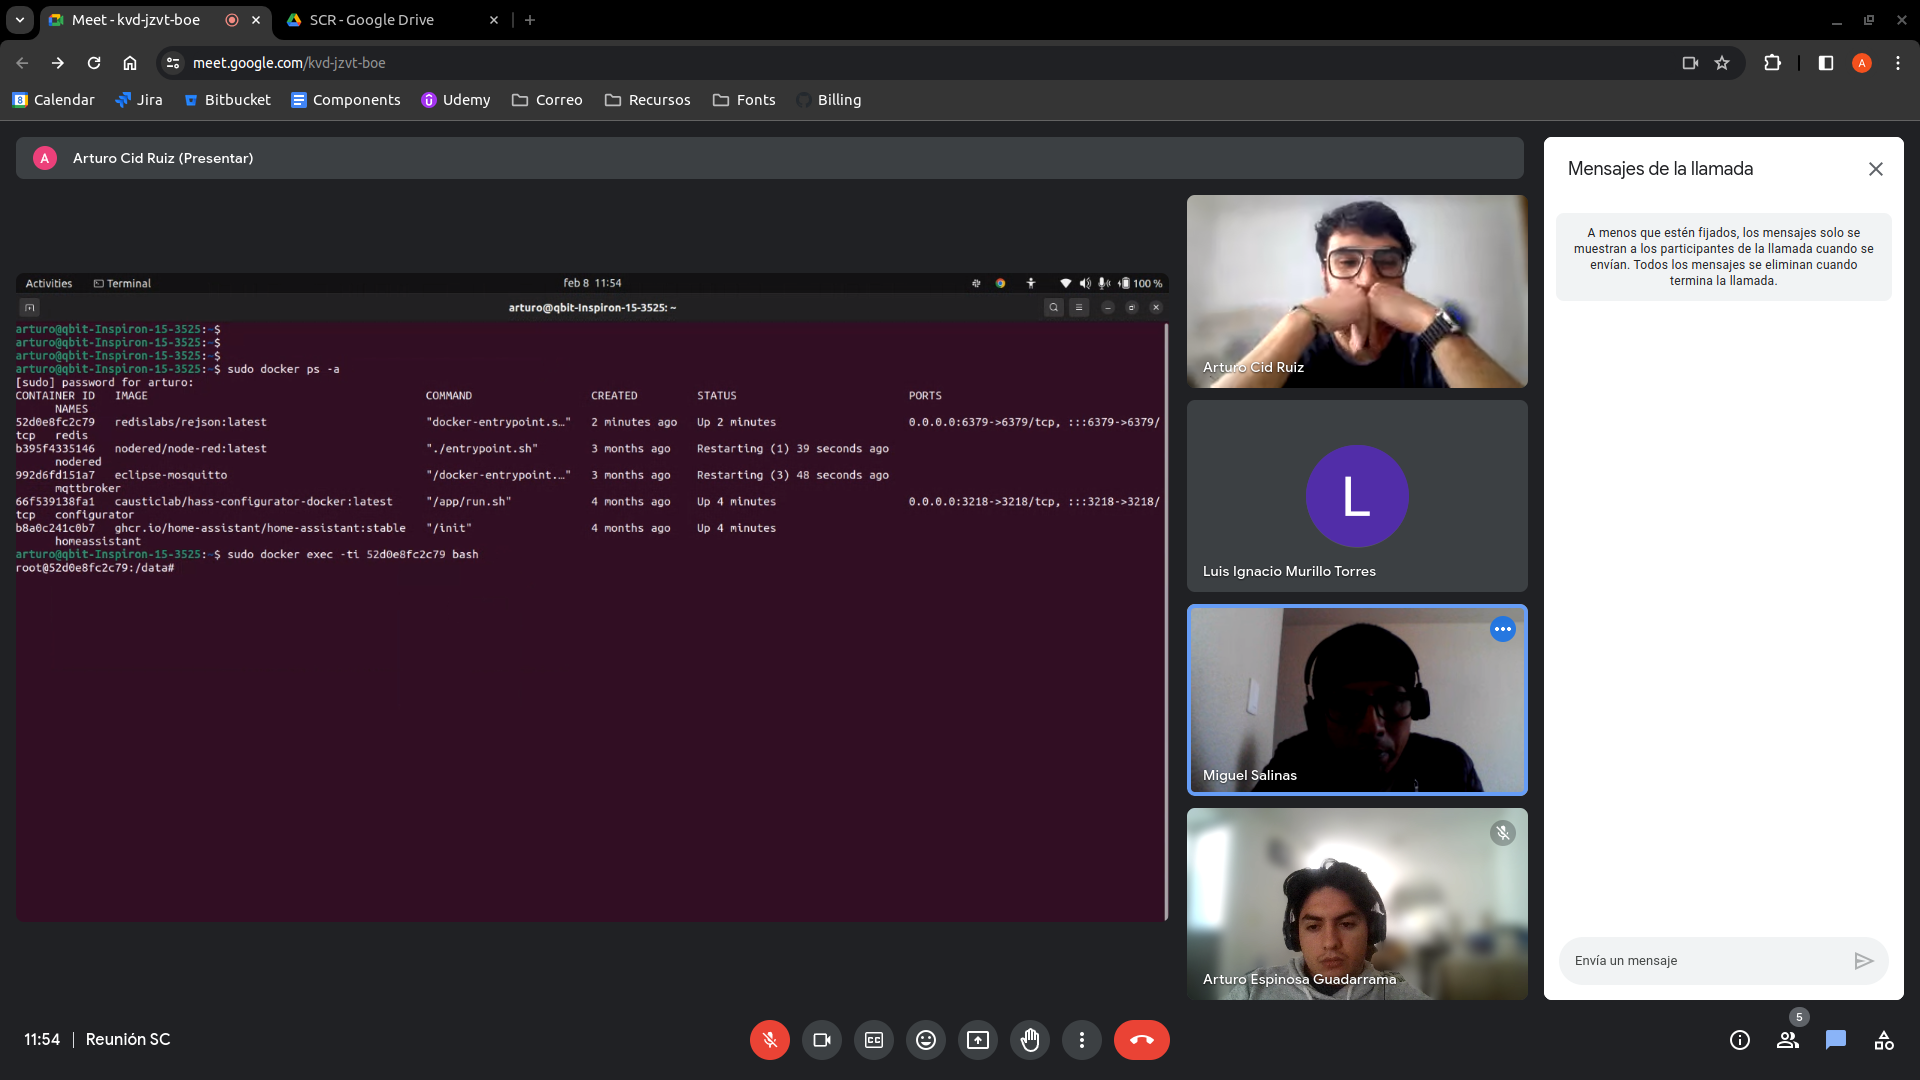 Meet - kvd-jzvt-boe
SCR - Google Drive
meet.google.com/kvd-jzvt-boe
A
8 Calendar
Jira
Bitbucket
Components
Udemy
Correo
Recursos
Fonts
Billing
A Arturo Cid Ruiz (Presentar)
Activities
Terminal
feb 8 11:54
100 %
arturo@qbit-Inspiron-15-3525: ~
arturo@qbit-Inspiron-15-3525:~$
arturo@qbit-Inspiron-15-3525:~$
arturo@qbit-Inspiron-15-3525:~$
arturo@qbit-Inspiron-15-3525:~$ sudo docker ps -a
[sudo] password for arturo:
CONTAINER ID IMAGE COMMAND CREATED STATUS PORTS
NAMES
52d0e8fc2c79 redislabs/rejson:latest "docker-entrypoint.s…" 2 minutes ago Up 2 minutes 0.0.0.0:6379->6379/tcp, :::6379->6379/
tcp redis
b395f4335146 nodered/node-red:latest "./entrypoint.sh" 3 months ago Restarting (1) 39 seconds ago
nodered
992d6fd151a7 eclipse-mosquitto "/docker-entrypoint.…" 3 months ago Restarting (3) 48 seconds ago
mqttbroker
66f539138fa1 causticlab/hass-configurator-docker:latest "/app/run.sh" 4 months ago Up 4 minutes 0.0.0.0:3218->3218/tcp, :::3218->3218/
tcp configurator
b8a0c241c0b7 ghcr.io/home-assistant/home-assistant:stable "/init" 4 months ago Up 4 minutes
homeassistant
arturo@qbit-Inspiron-15-3525:~$ sudo docker exec -ti 52d0e8fc2c79 bash
root@52d0e8fc2c79:/data#
Arturo Cid Ruiz
L
Luis Ignacio Murillo Torres
Miguel Salinas
Arturo Espinosa Guadarrama
Mensajes de la llamada
A menos que estén fijados, los mensajes solo se
muestran a los participantes de la llamada cuando se
envían. Todos los mensajes se eliminan cuando
termina la llamada.
Envía un mensaje
11:54 | Reunión SC
CC
5